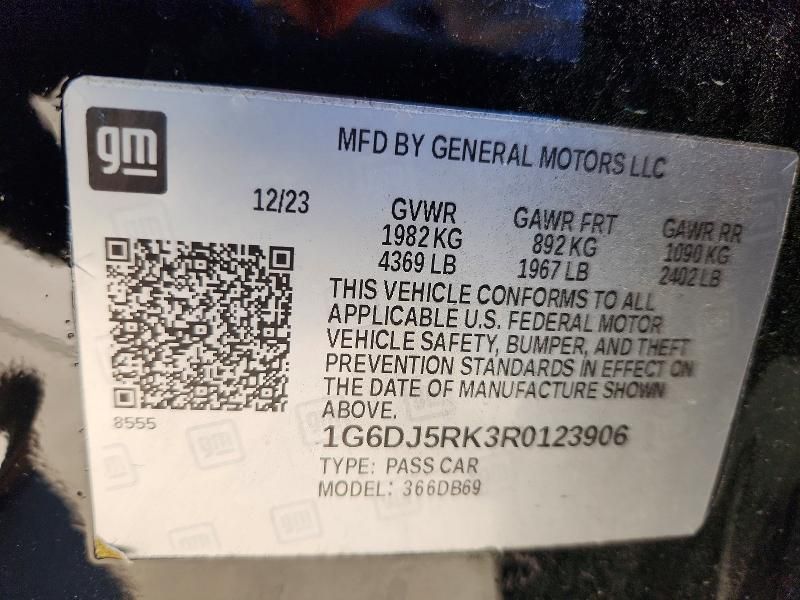 gm
MFD BY GENERAL MOTORS LLC
12/23
GVWR GAWR FRT GAWR RR
1982 KG 892 KG 1090 KG
4369 LB 1967 LB 2402 LB
THIS VEHICLE CONFORMS TO ALL
APPLICABLE U.S. FEDERAL MOTOR
VEHICLE SAFETY, BUMPER, AND THEFT
PREVENTION STANDARDS IN EFFECT ON
THE DATE OF MANUFACTURE SHOWN
ABOVE.
8555
1G6DJ5RK3R0123906
TYPE: PASS CAR
MODEL: 366DB69
gm